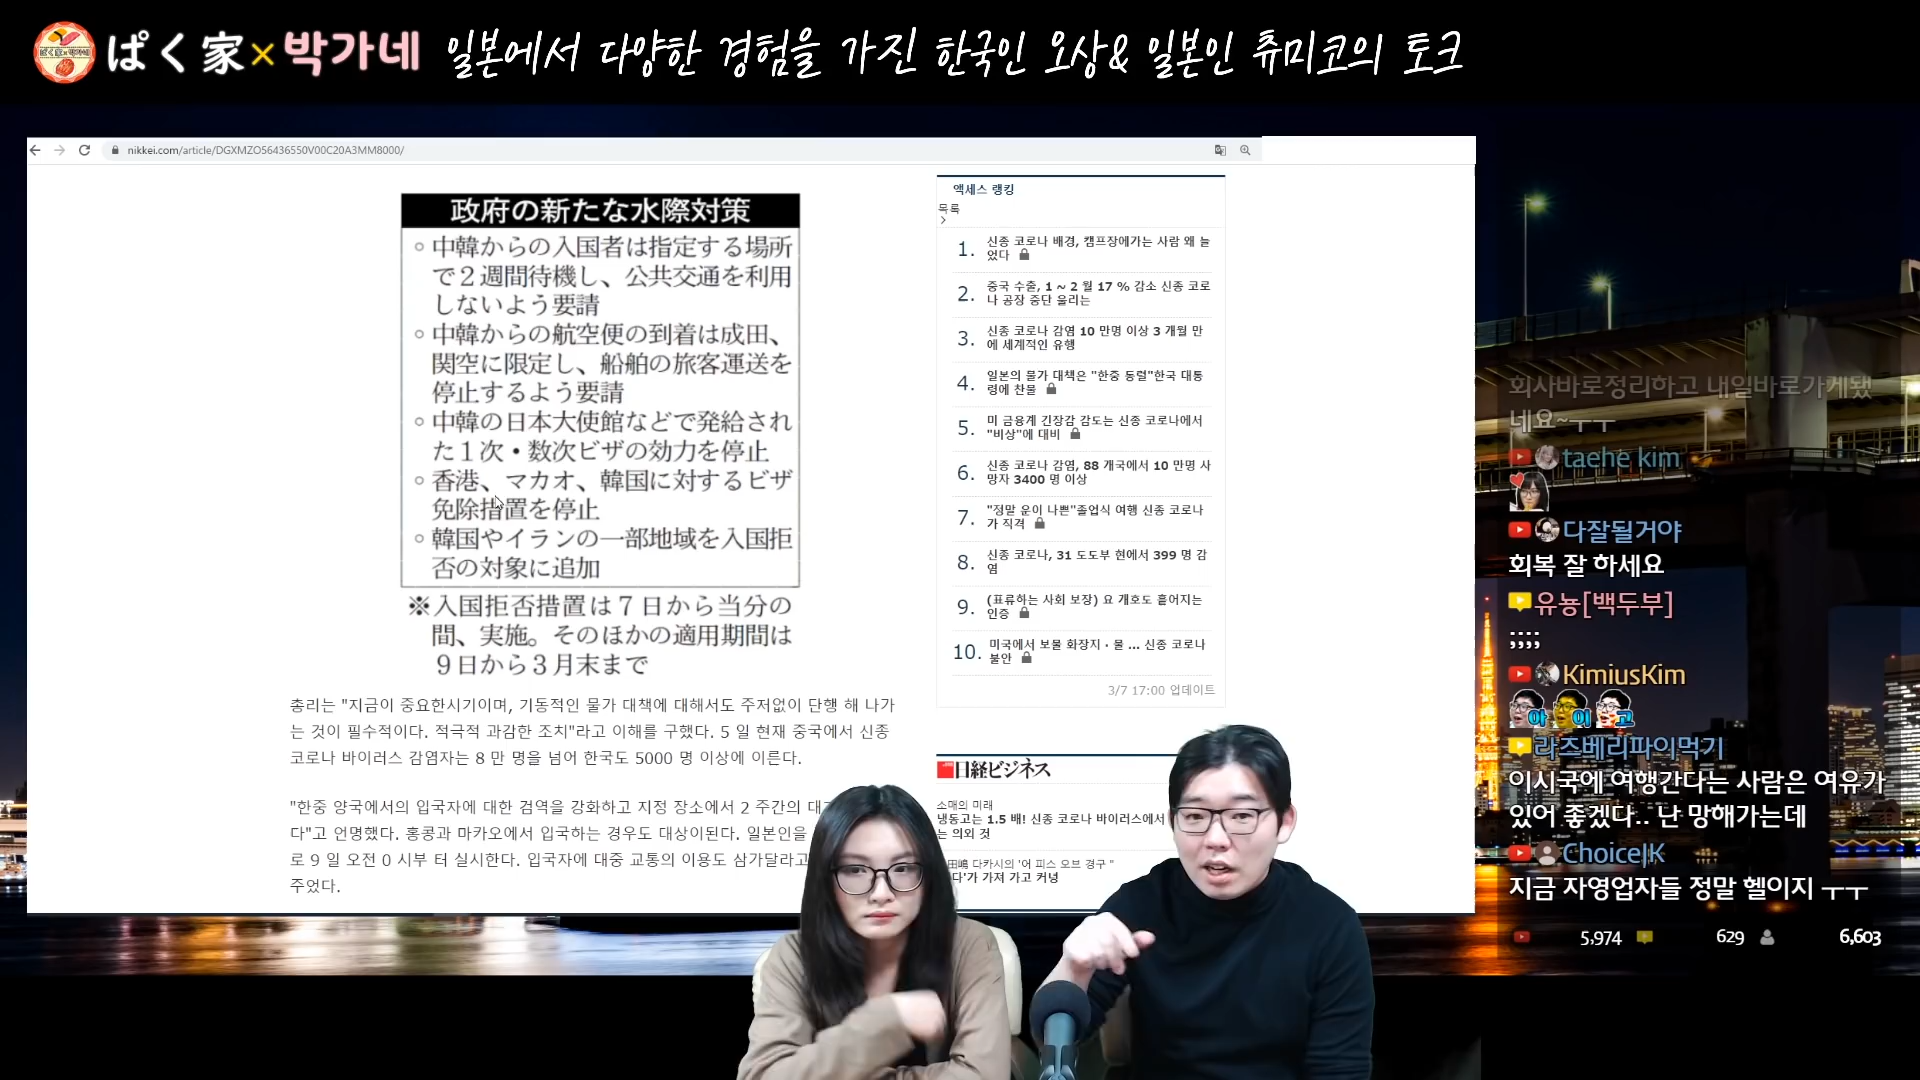 ぱく家×박가네 일본에서 다양한 경험을 가진 한국인 오상& 일본인 츄미코의 토크
nikkei.com/article/DGXMZO56436550V00C20A3MM8000/
政府の新たな水際対策
○中韓からの入国者は指定する場所
で２週間待機し、公共交通を利用
しないよう要請
○中韓からの航空便の到着は成田、
関空に限定し、船舶の旅客運送を
停止するよう要請
○中韓の日本大使館などで発給され
た１次・数次ビザの効力を停止
○香港、マカオ、韓国に対するビザ
免除措置を停止
○韓国やイランの一部地域を入国拒
否の対象に追加
※入国拒否措置は７日から当分の
間、実施。そのほかの適用期間は
９日から３月末まで
총리는 "지금이 중요한시기이며, 기동적인 물가 대책에 대해서도 주저없이 단행 해 나가
는 것이 필수적이다. 적극적 과감한 조치"라고 이해를 구했다. 5 일 현재 중국에서 신종
코로나 바이러스 감염자는 8 만 명을 넘어 한국도 5000 명 이상에 이른다.
"한중 양국에서의 입국자에 대한 검역을 강화하고 지정 장소에서 2 주간의
다"고 언명했다. 홍콩과 마카오에서 입국하는 경우도 대상이된다. 일본인을
로 9 일 오전 0 시부 터 실시한다. 입국자에 대중 교통의 이용도 삼가달라고
주었다.
액세스 랭킹
목록
>
1. 신종 코로나 배경, 캠프장에가는 사람 왜 늘
었다
2. 중국 수출, 1 ~ 2 월 17 % 감소 신종 코로
나 공장 중단 울리는
3. 신종 코로나 감염 10 만명 이상 3 개월 만
에 세계적인 유행
4. 일본의 물가 대책은 "한중 동렬"한국 대통
령에 찬물
5. 미 금융계 긴장감 감도는 신종 코로나에서
"비상"에 대비
6. 신종 코로나 감염, 88 개국에서 10 만명 사
망자 3400 명 이상
7. "정말 운이 나쁜"졸업식 여행 신종 코로나
가 직격
8. 신종 코로나, 31 도도부 현에서 399 명 감
염
9. (표류하는 사회 보장) 요 개호도 흩어지는
인증
10. 미국에서 보물 화장지 · 물 ... 신종 코로나
불안
3/7 17:00 업데이트
日経ビジネス
소매의 미래
냉동고는 1.5 배! 신종 코로나 바이러스에서
는 의외 것
田嶋 다카시의 '어 피스 오브 경구 "
다'가 가져 가고 커녕
회사바로정리하고 내일바로가게됐
네요~ㅜㅜ
taehe kim
다잘될거야
회복 잘 하세요
유뇽[백두부]
;;;;
KimiusKim
아이고
라즈베리파이먹기
이시국에 여행간다는 사람은 여유가
있어 좋겠다.. 난 망해가는데
ChoiceJK
지금 자영업자들 정말 헬이지 ㅜㅜ
5,974 629 6,603